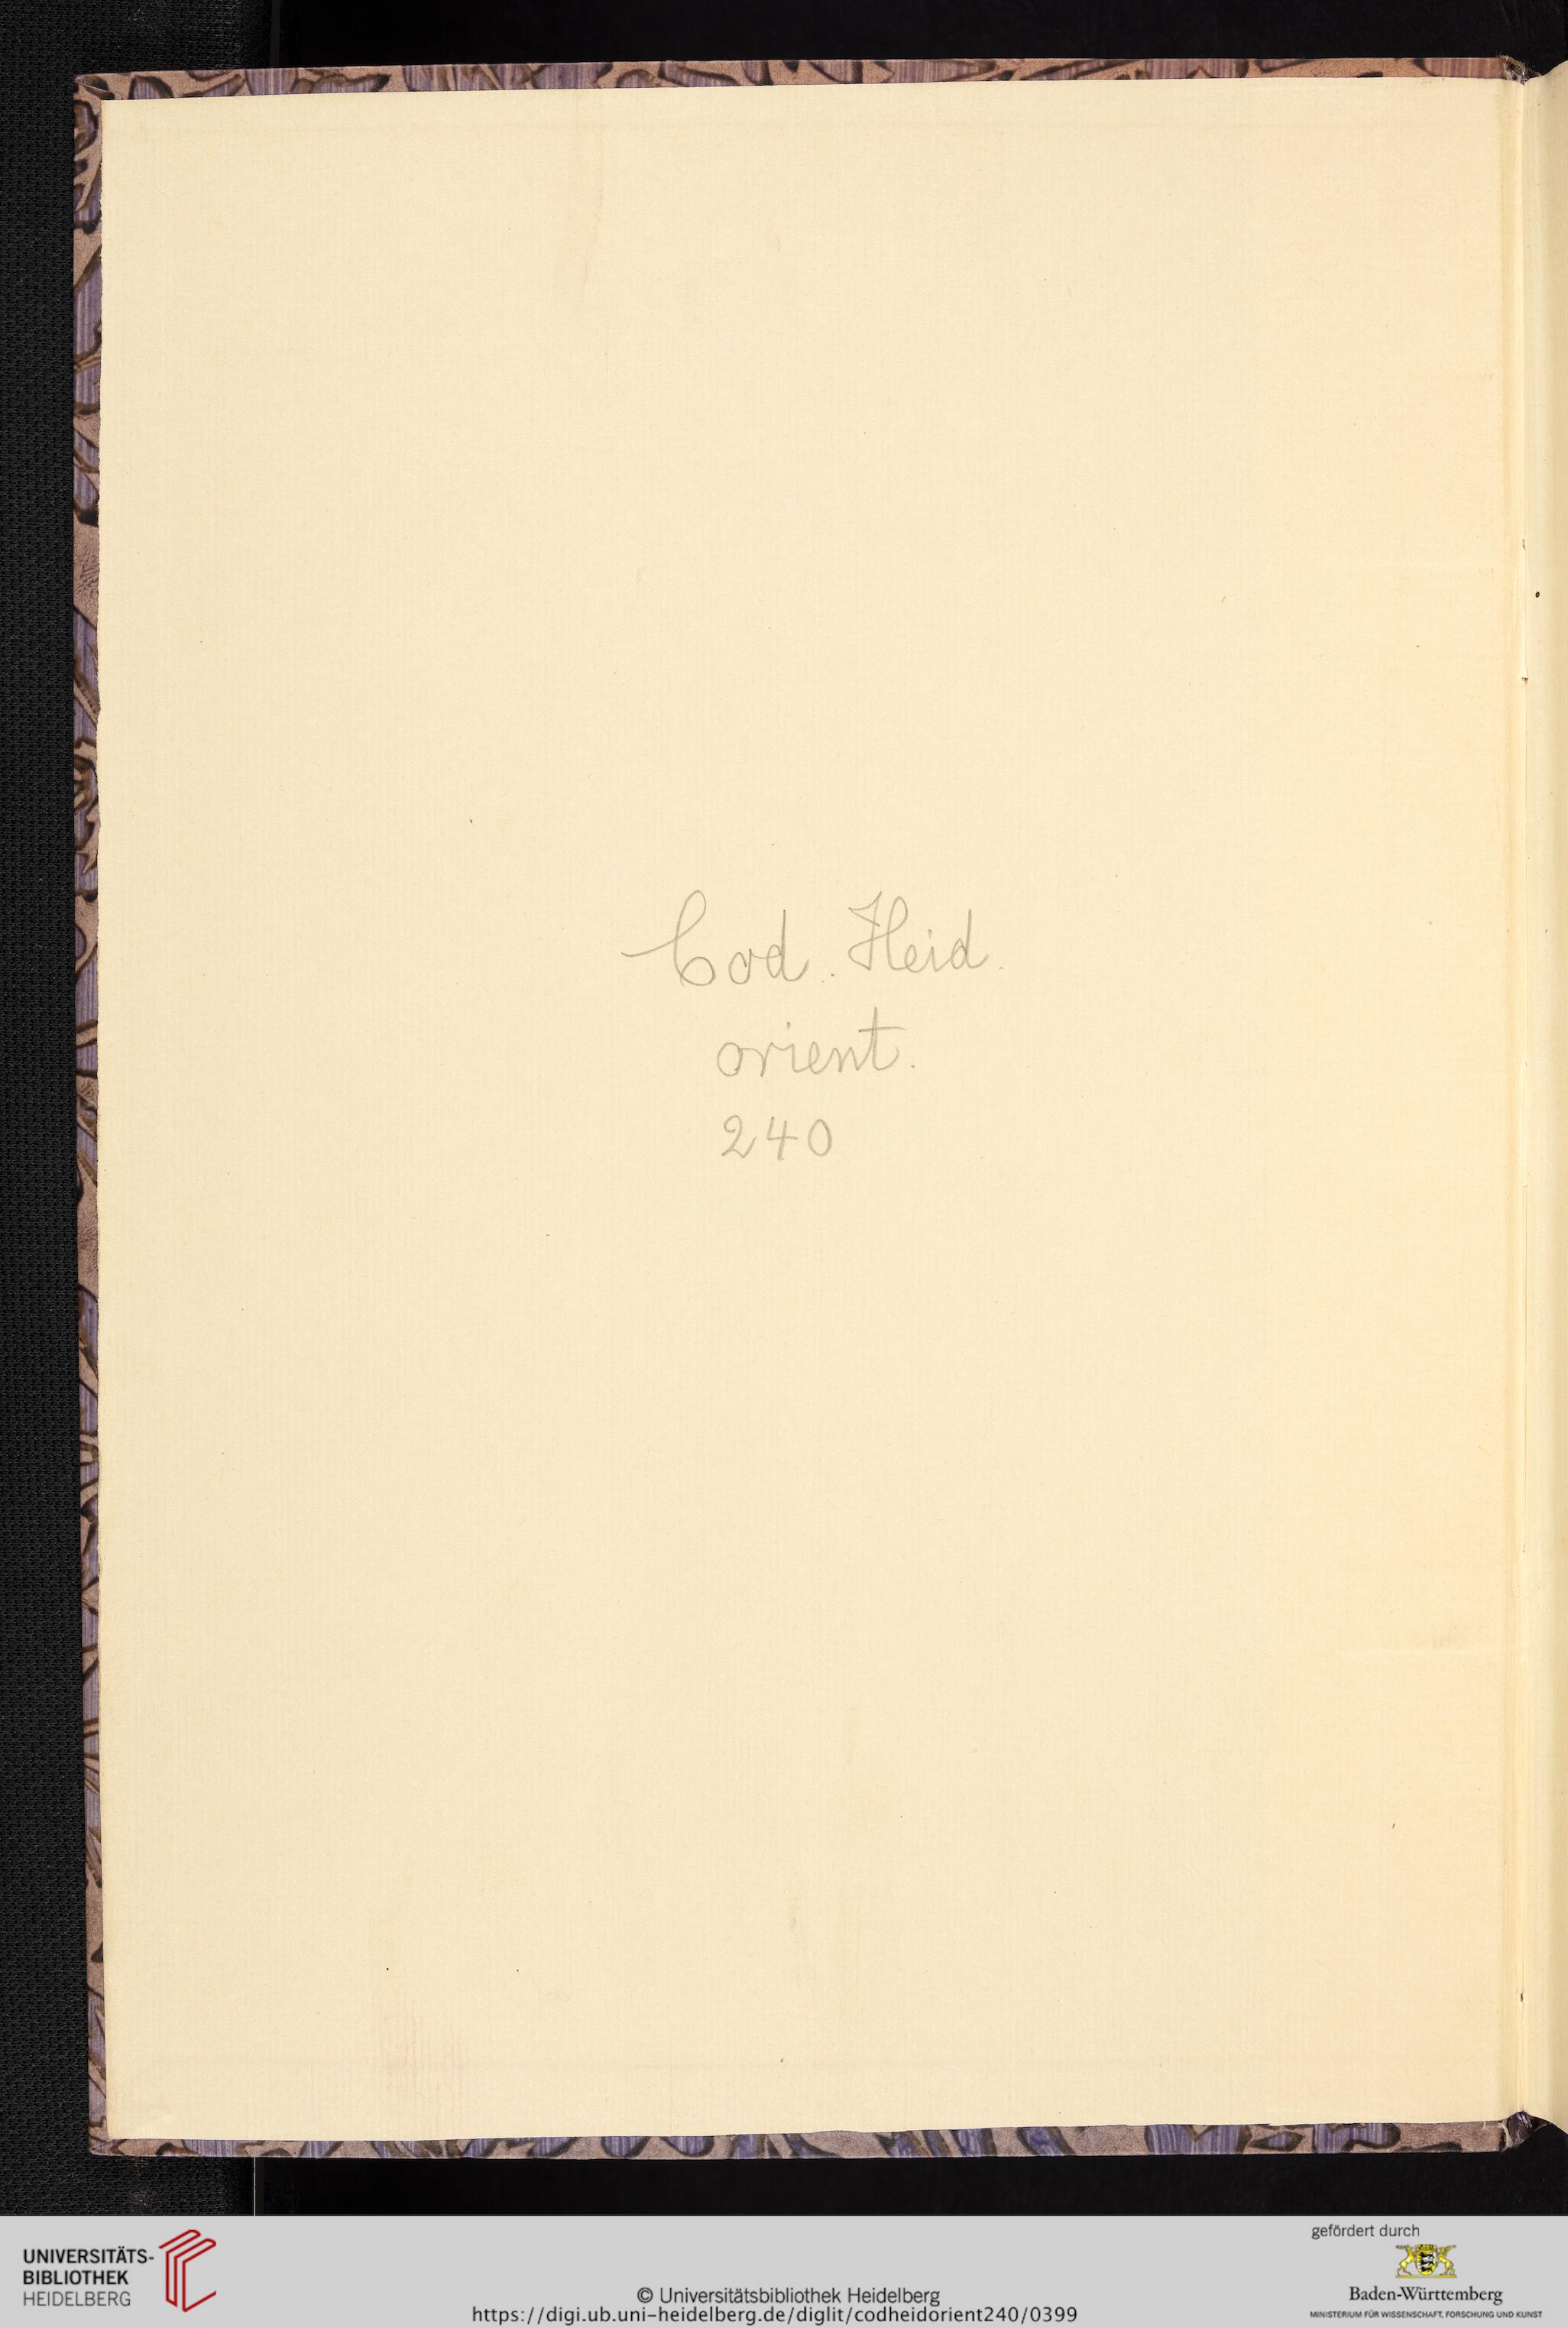 Cod. Heid.
orient.
240
UNIVERSITÄTS-
BIBLIOTHEK
HEIDELBERG
© Universitätsbibliothek Heidelberg
https://digi.ub.uni-heidelberg.de/diglit/codheidorient240/0399
gefördert durch
Baden-Württemberg
MINISTERIUM FÜR WISSENSCHAFT, FORSCHUNG UND KUNST